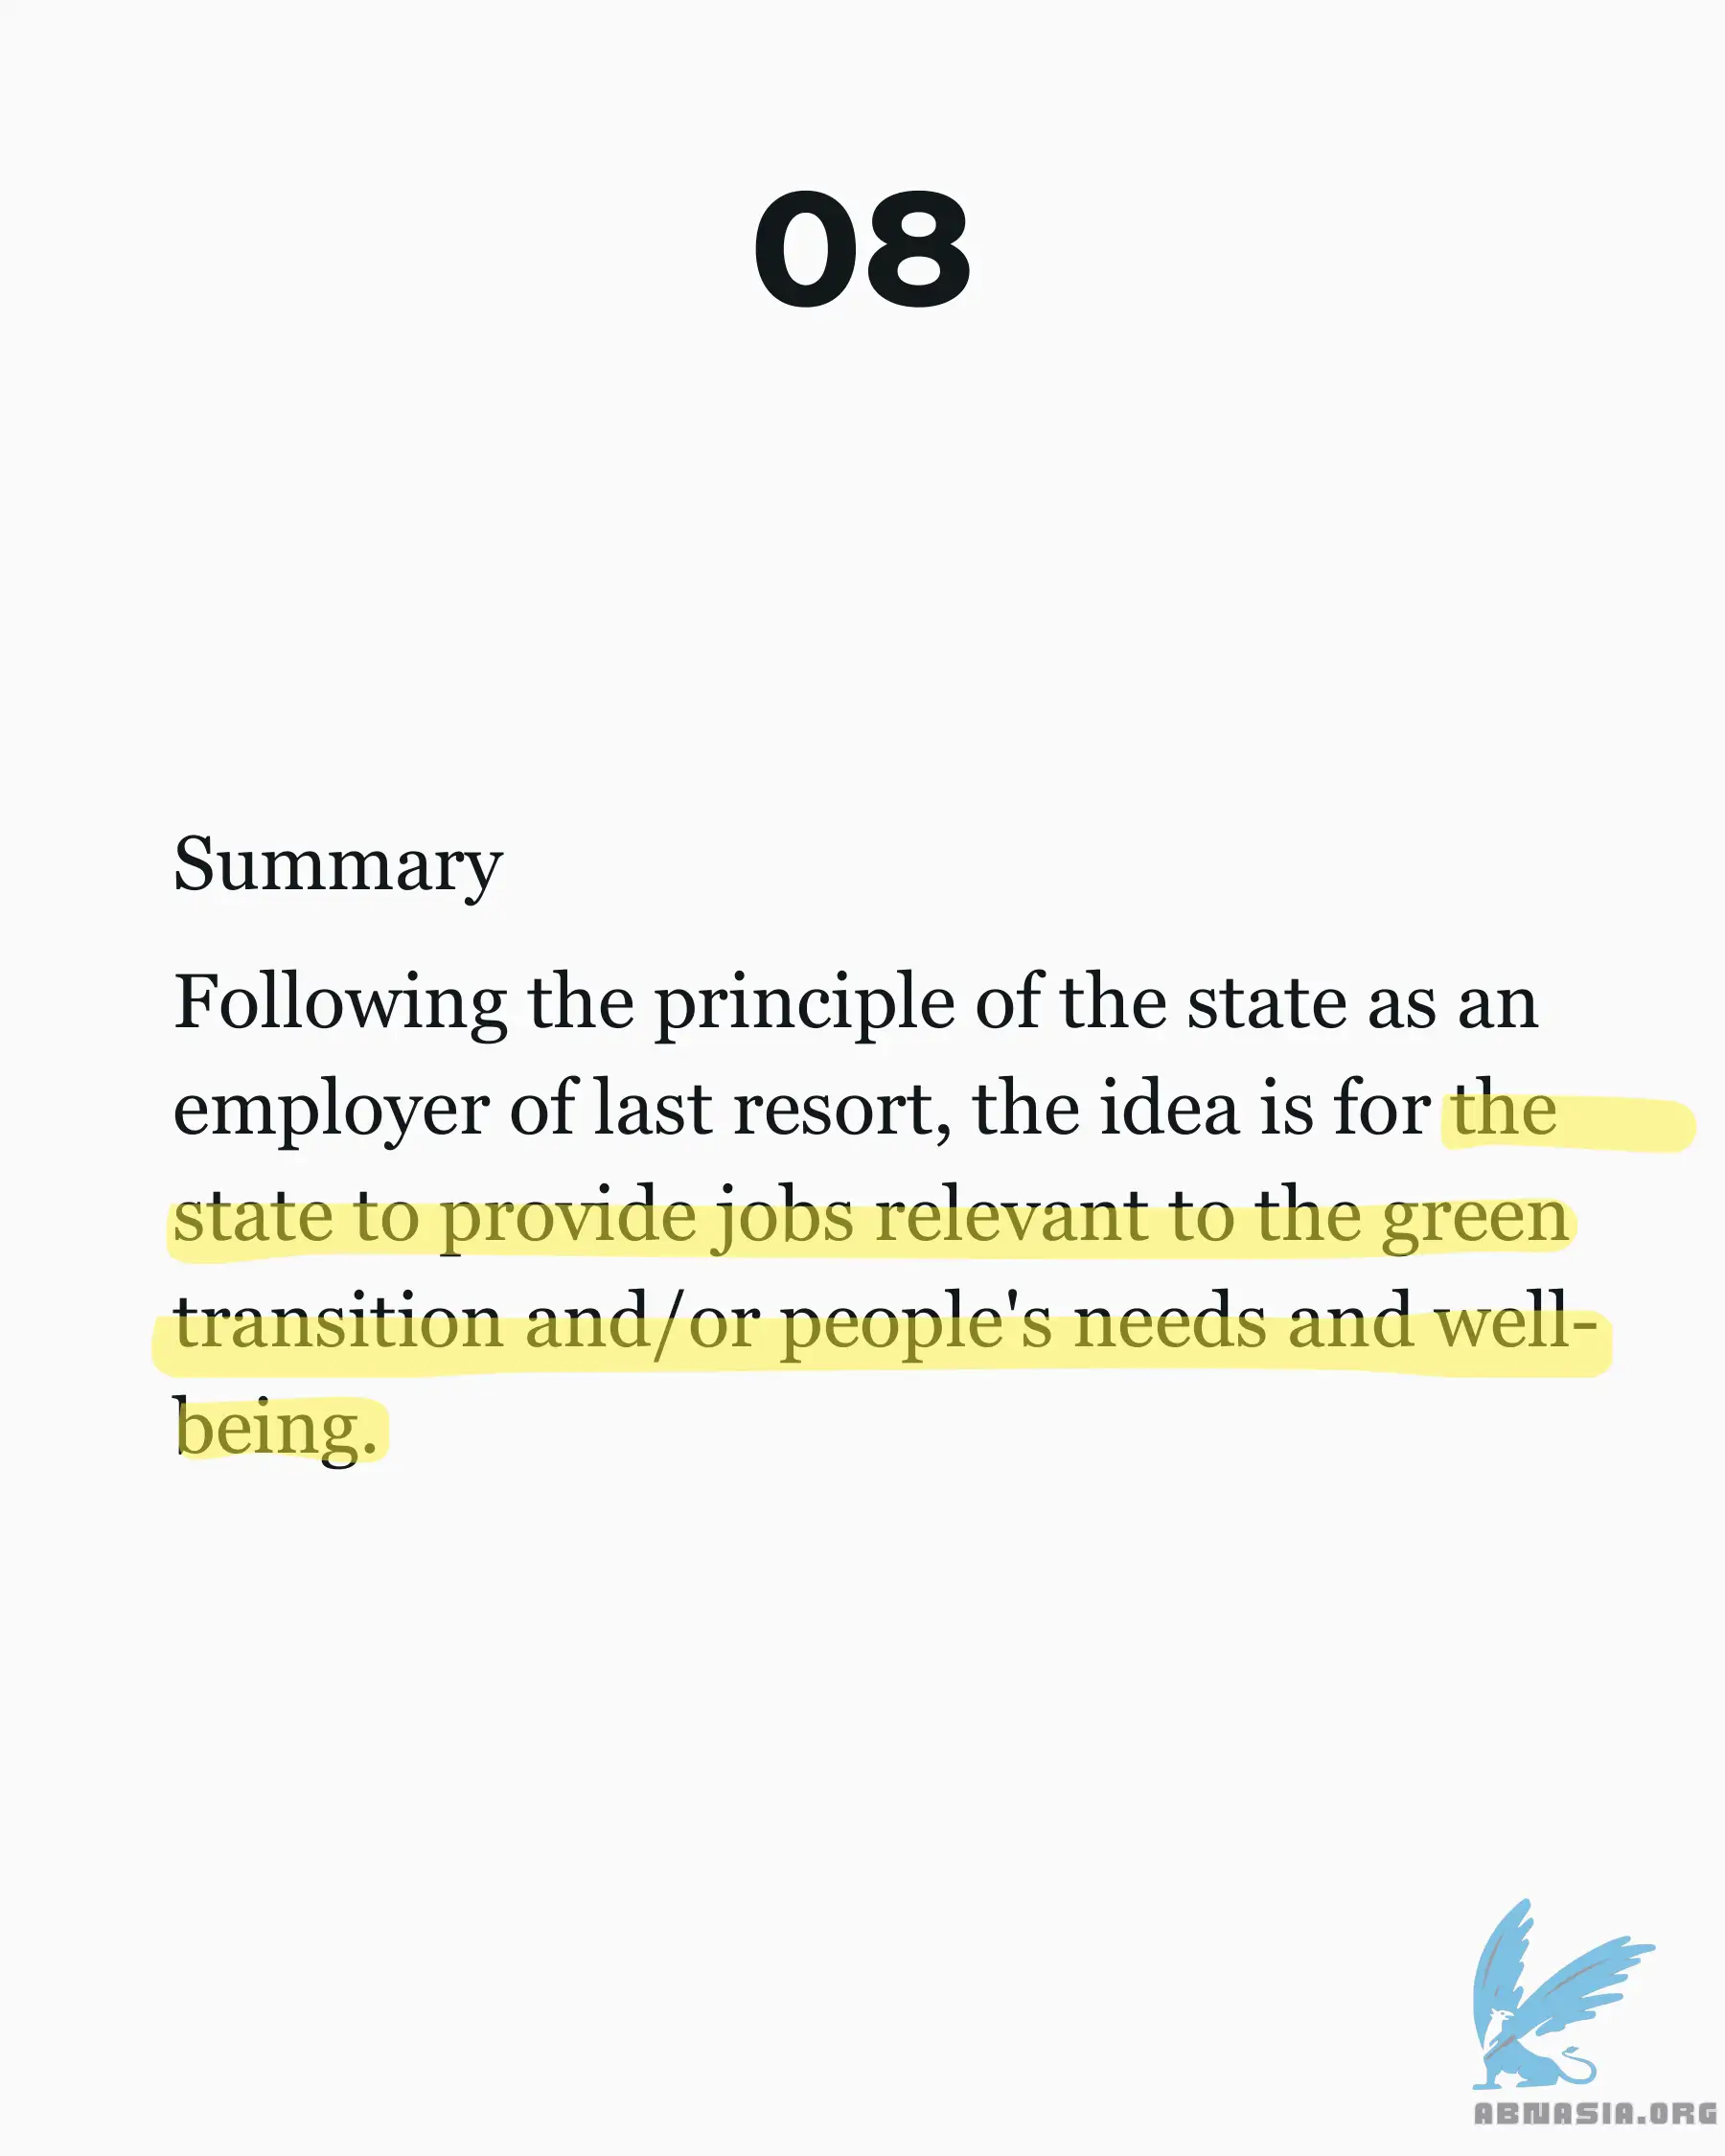 08
Summary
Following the principle of the state as an
employer of last resort, the idea is for the
state to provide jobs relevant to the green
transition and/or people's needs and well-
being.
ABNASIA.ORG